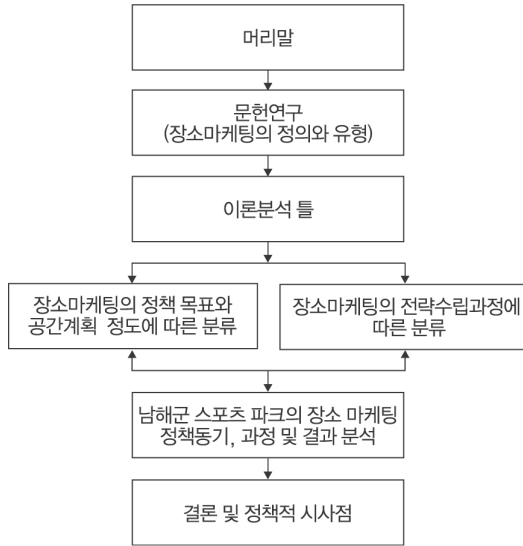 머리말
문헌연구
(장소마케팅의 정의와 유형)
이론분석 틀
장소마케팅의 정책 목표와
공간계획 정도에 따른 분류
장소마케팅의 전략수립과정에
따른 분류
남해군 스포츠 파크의 장소 마케팅
정책동기, 과정 및 결과 분석
결론 및 정책적 시사점